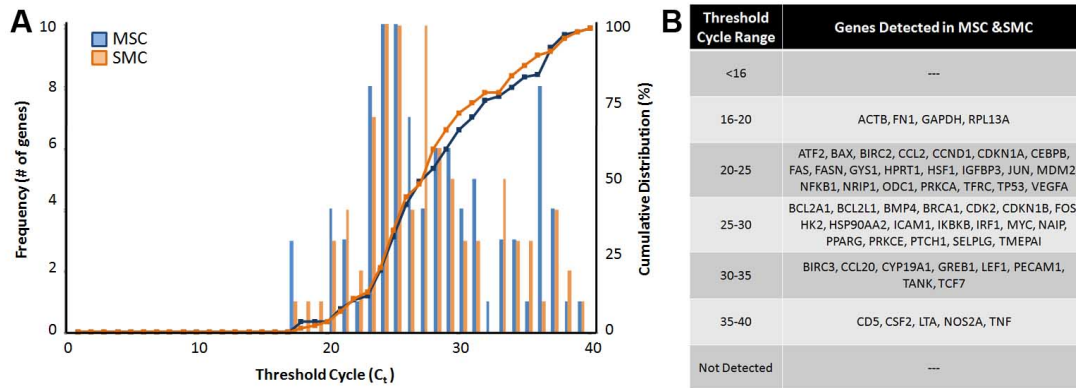 A
MSC
SMC
Frequency (# of genes)
10
8
6
4
2
0
100
75
50
25
0
Cumulative Distribution (%)
0
10
20
30
40
Threshold Cycle (Ct)
B
Threshold Cycle Range
Genes Detected in MSC &SMC
<16
---
16-20
ACTB, FN1, GAPDH, RPL13A
20-25
ATF2, BAX, BIRC2, CCL2, CCND1, CDKN1A, CEBPB,
FAS, FASN, GYS1, HPRT1, HSF1, IGFBP3, JUN, MDM2
NFKB1, NRIP1, ODC1, PRKCA, TFRC, TP53, VEGFA
25-30
BCL2A1, BCL2L1, BMP4, BRCA1, CDK2, CDKN1B, FOS
HK2, HSP90AA2, ICAM1, IKBKB, IRF1, MYC, NAIP,
PPARG, PRKCE, PTCH1, SELPLG, TMEPAI
30-35
BIRC3, CCL20, CYP19A1, GREB1, LEF1, PECAM1,
TANK, TCF7
35-40
CD5, CSF2, LTA, NOS2A, TNF
Not Detected
---